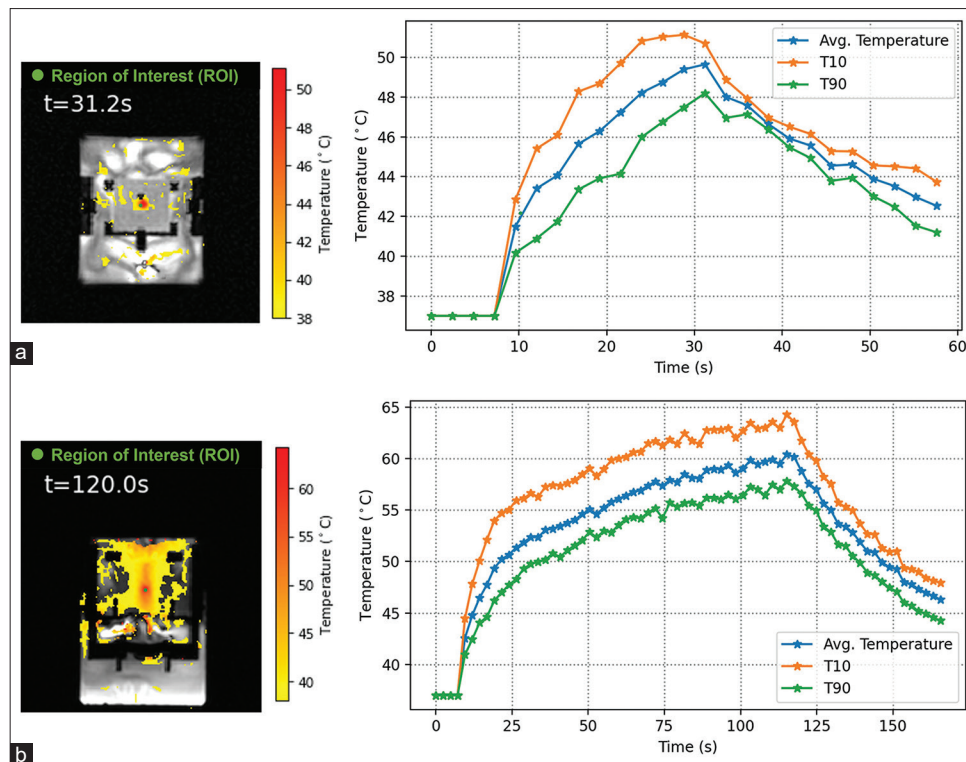 Region of Interest (ROI)
t=31.2s
50
48
46
44
42
40
38
Temperature (°C)
50
48
46
44
42
40
38
Temperature (°C)
Avg. Temperature
T10
T90
0
10
20
30
40
50
60
Time (s)
a
Region of Interest (ROI)
t=120.0s
60
55
50
45
40
Temperature (°C)
65
60
55
50
45
40
Temperature (°C)
Avg. Temperature
T10
T90
0
25
50
75
100
125
150
Time (s)
b